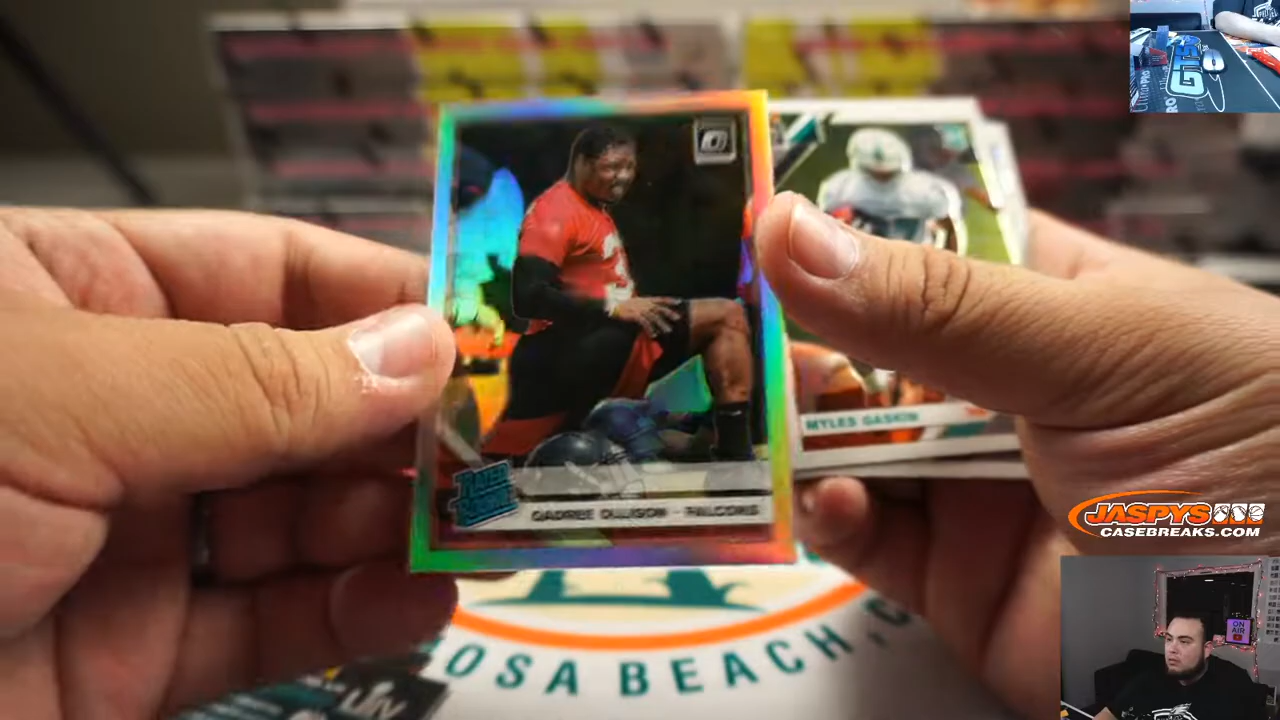 RATED ROOKIE
QADREE OLLISON - FALCONS
MYLES GASKIN
JASPYS
CASEBREAKS.COM
ON AIR
OSA BEACH, C